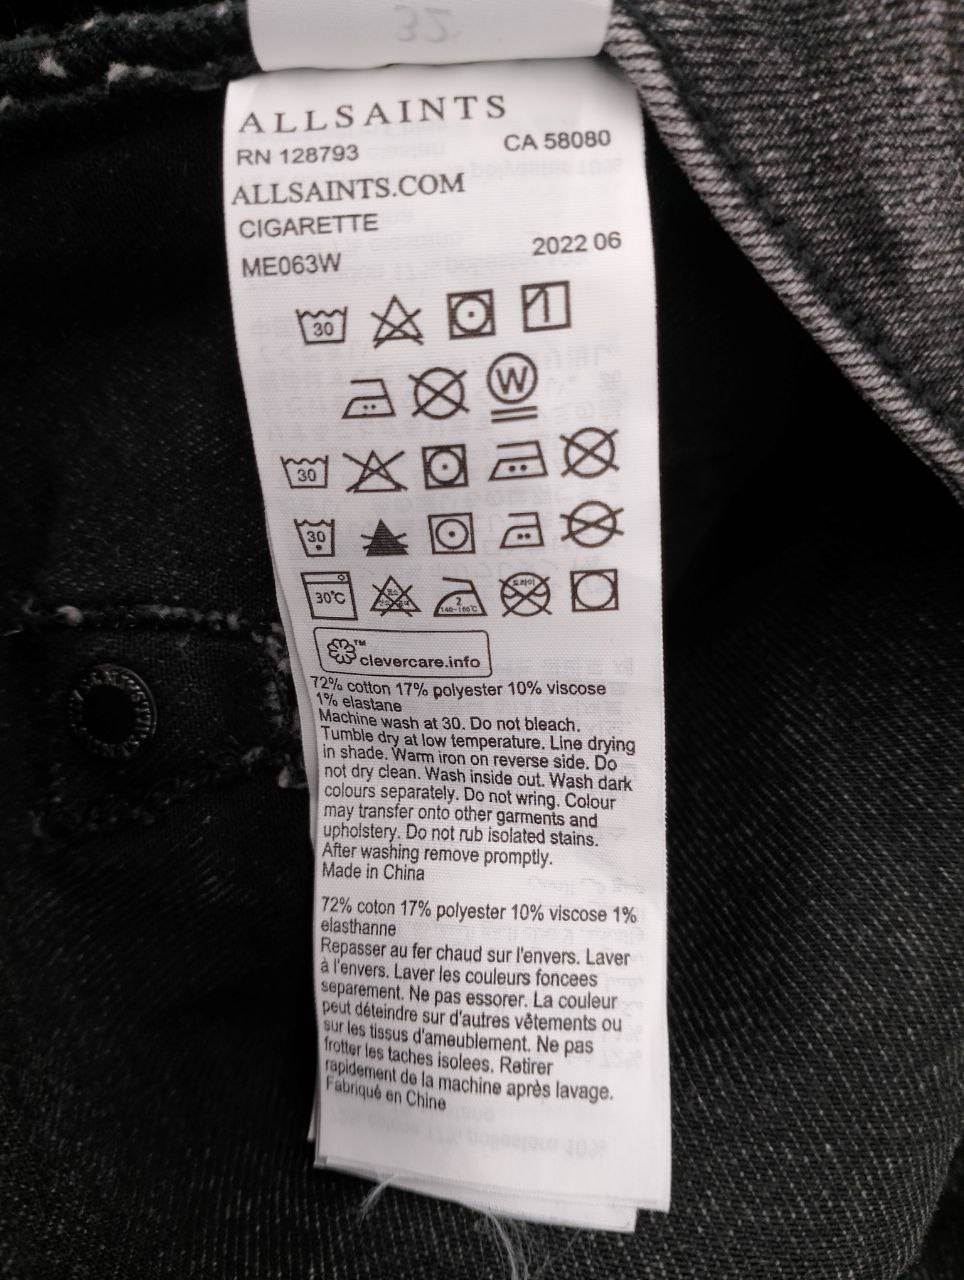 32
ALLSAINTS
RN 128793 CA 58080
ALLSAINTS.COM
CIGARETTE
ME063W 2022 06
30
W
30
30
30°C
2
140-160°C
드라이
TM
clevercare.info
72% cotton 17% polyester 10% viscose
1% elastane
Machine wash at 30. Do not bleach.
Tumble dry at low temperature. Line drying
in shade. Warm iron on reverse side. Do
not dry clean. Wash inside out. Wash dark
colours separately. Do not wring. Colour
may transfer onto other garments and
upholstery. Do not rub isolated stains.
After washing remove promptly.
Made in China
72% coton 17% polyester 10% viscose 1%
elasthanne
Repasser au fer chaud sur l'envers. Laver
à l'envers. Laver les couleurs foncees
separement. Ne pas essorer. La couleur
peut déteindre sur d'autres vêtements ou
sur les tissus d'ameublement. Ne pas
frotter les taches isolees. Retirer
rapidement de la machine après lavage.
Fabriqué en Chine